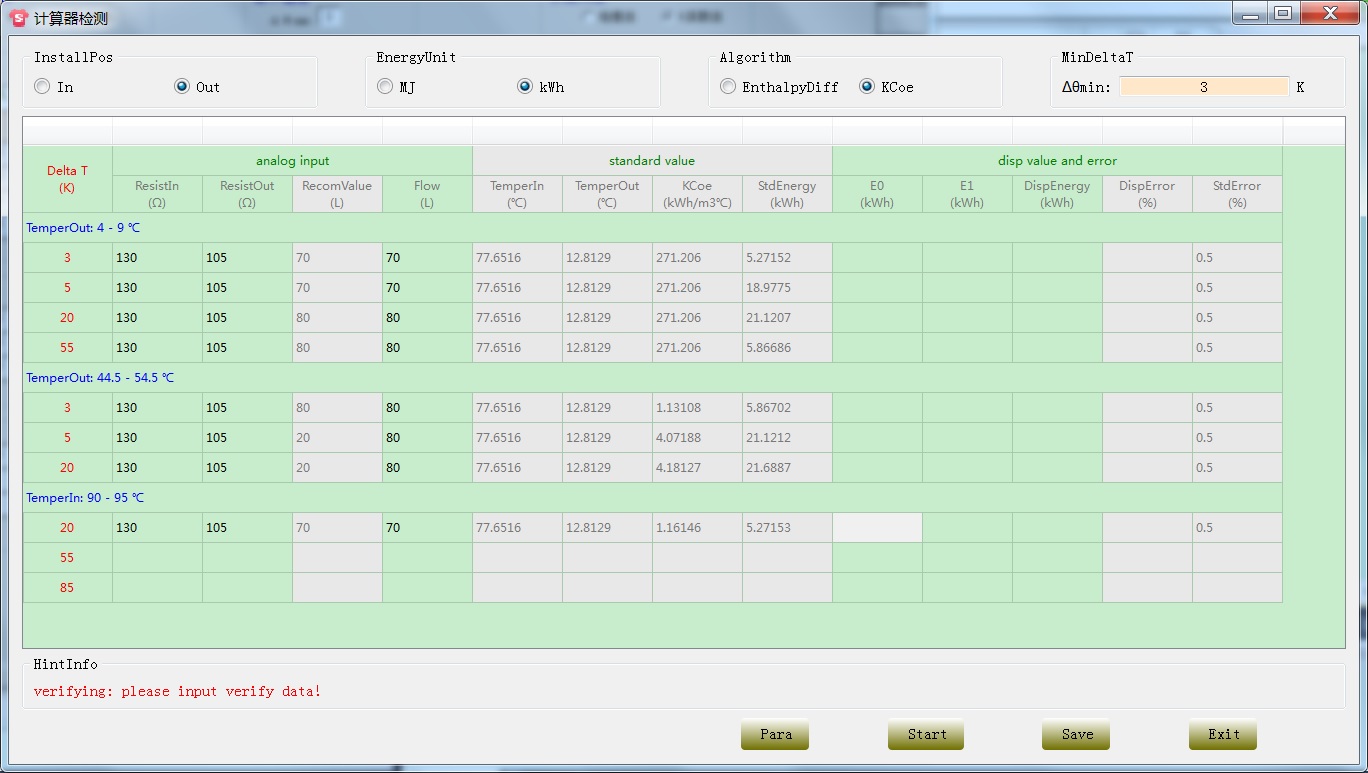 计算器检测
InstallPos EnergyUnit Algorithm MinDeltaT
In Out MJ kWh EnthalpyDiff KCoe Δθmin: 3 K
Delta T (K) analog input standard value disp value and error
ResistIn (Ω) ResistOut (Ω) RecomValue (L) Flow (L) TemperIn (℃) TemperOut (℃) KCoe (kWh/m3℃) StdEnergy (kWh) E0 (kWh) E1 (kWh) DispEnergy (kWh) DispError (%) StdError (%)
TemperOut: 4 - 9 ℃
3 130 105 70 70 77.6516 12.8129 271.206 5.27152 0.5
5 130 105 70 70 77.6516 12.8129 271.206 18.9775 0.5
20 130 105 80 80 77.6516 12.8129 271.206 21.1207 0.5
55 130 105 80 80 77.6516 12.8129 271.206 5.86686 0.5
TemperOut: 44.5 - 54.5 ℃
3 130 105 80 80 77.6516 12.8129 1.13108 5.86702 0.5
5 130 105 20 80 77.6516 12.8129 4.07188 21.1212 0.5
20 130 105 20 80 77.6516 12.8129 4.18127 21.6887 0.5
TemperIn: 90 - 95 ℃
20 130 105 70 70 77.6516 12.8129 1.16146 5.27153 0.5
55
85
HintInfo
verifying: please input verify data!
Para Start Save Exit